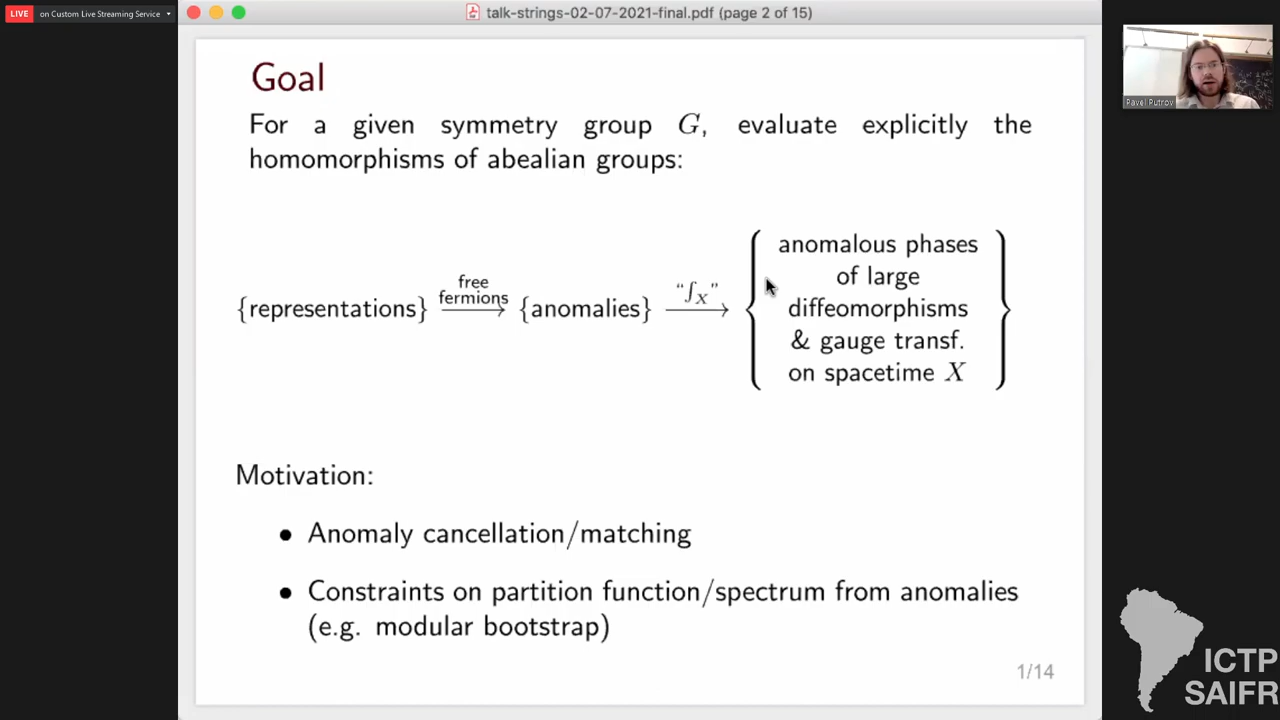 LIVE on Custom Live Streaming Service
talk-strings-02-07-2021-final.pdf (page 2 of 15)
Pavel Putrov
Goal
For a given symmetry group G, evaluate explicitly the
homomorphisms of abealian groups:
{representations} free fermions → {anomalies} “∫X” → { anomalous phases
of large
diffeomorphisms
& gauge transf.
on spacetime X }
Motivation:
• Anomaly cancellation/matching
• Constraints on partition function/spectrum from anomalies
(e.g. modular bootstrap)
1/14
ICTP
SAIFR